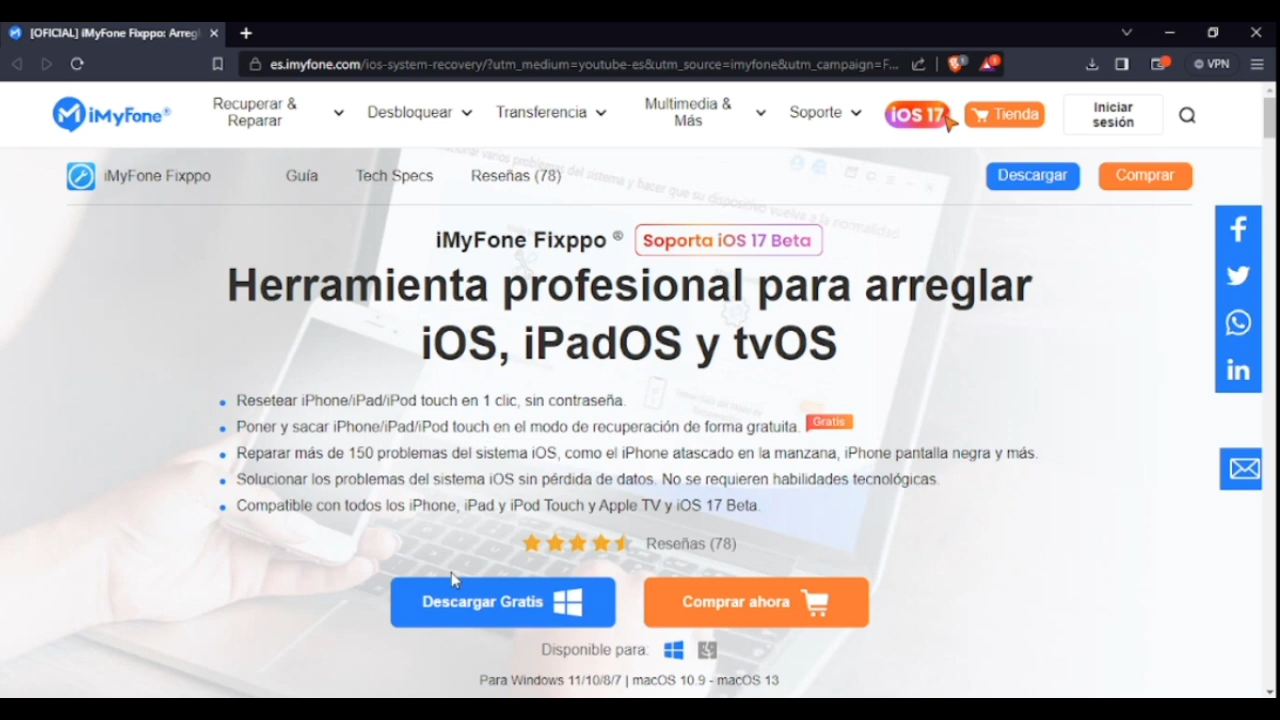 [OFICIAL] iMyFone Fixppo: Arregl
es.imyfone.com/ios-system-recovery/?utm_medium=youtube-es&utm_source=imyfone&utm_campaign=F...
VPN
iMyFone®
Recuperar &
Reparar
Desbloquear
Transferencia
Multimedia &
Más
Soporte
iOS 17
Tienda
Iniciar
sesión
iMyFone Fixppo
Guía
Tech Specs
Reseñas (78)
Descargar
Comprar
iMyFone Fixppo ®
Soporta iOS 17 Beta
Herramienta profesional para arreglar
iOS, iPadOS y tvOS
Resetear iPhone/iPad/iPod touch en 1 clic, sin contraseña.
Poner y sacar iPhone/iPad/iPod touch en el modo de recuperación de forma gratuita.
Gratis
Reparar más de 150 problemas del sistema iOS, como el iPhone atascado en la manzana, iPhone pantalla negra y más.
Solucionar los problemas del sistema iOS sin pérdida de datos. No se requieren habilidades tecnológicas.
Compatible con todos los iPhone, iPad y iPod Touch y Apple TV y iOS 17 Beta.
Reseñas (78)
Descargar Gratis
Comprar ahora
Disponible para:
Para Windows 11/10/8/7 | macOS 10.9 - macOS 13